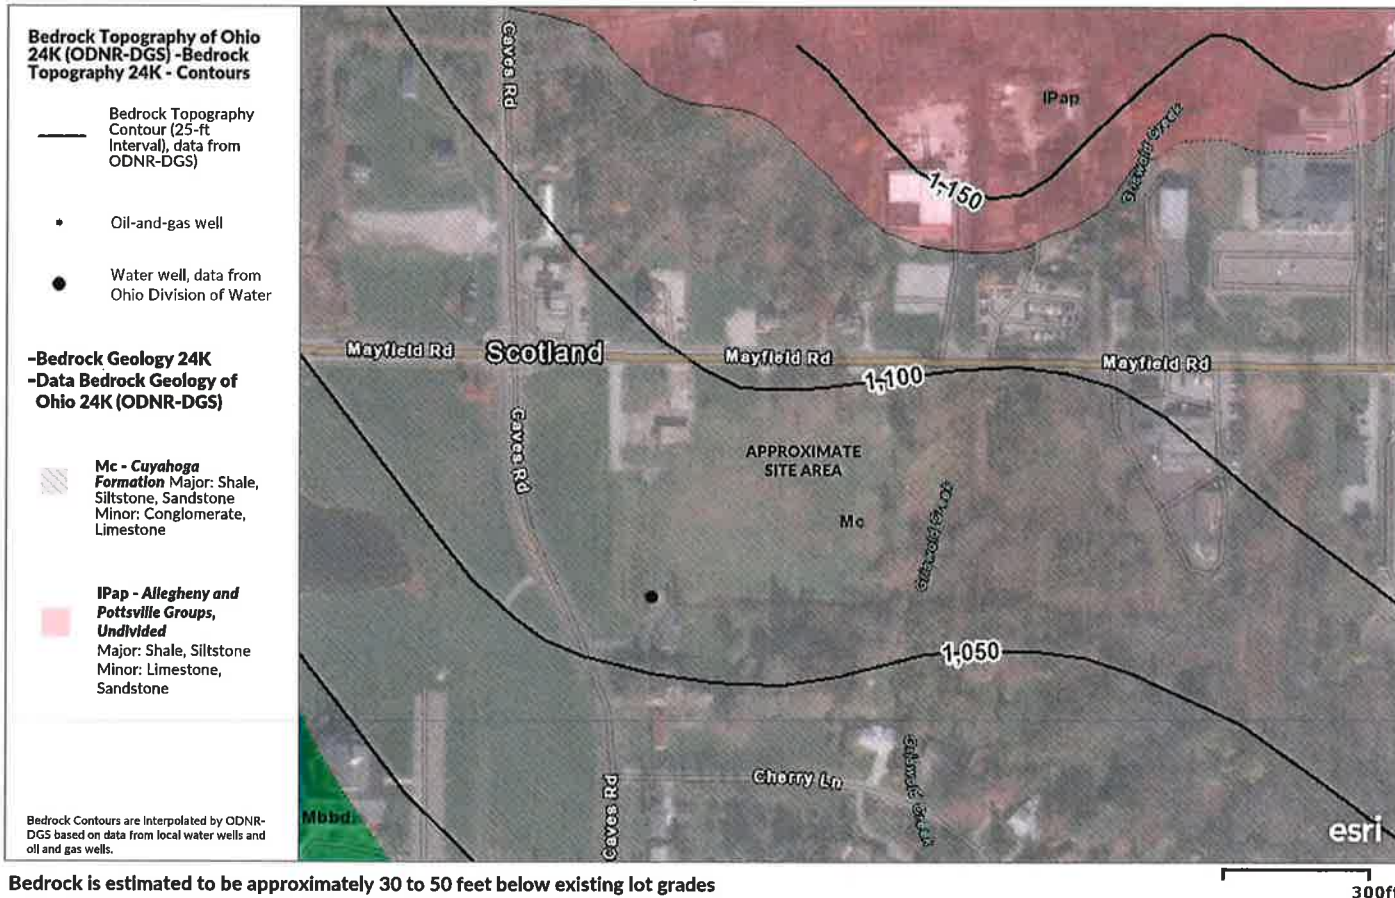 Bedrock Topography of Ohio
24K (ODNR-DGS) -Bedrock
Topography 24K - Contours
Bedrock Topography
Contour (25-ft
Interval), data from
ODNR-DGS)
Oil-and-gas well
Water well, data from
Ohio Division of Water
-Bedrock Geology 24K
-Data Bedrock Geology of
Ohio 24K (ODNR-DGS)
Mc - Cuyahoga
Formation Major: Shale,
Siltstone, Sandstone
Minor: Conglomerate,
Limestone
IPap - Allegheny and
Pottsville Groups,
Undivided
Major: Shale, Siltstone
Minor: Limestone,
Sandstone
Bedrock Contours are interpolated by ODNR-
DGS based on data from local water wells and
oil and gas wells.
Caves Rd
IPap
Griswold Creek
1,150
Mayfield Rd
Scotland
Mayfield Rd
Mayfield Rd
1,100
Caves Rd
APPROXIMATE
SITE AREA
Mc
Griswold Creek
1,050
Caves Rd
Cherry Ln
Griswold Creek
Mbbd
esri
Bedrock is estimated to be approximately 30 to 50 feet below existing lot grades
300ft